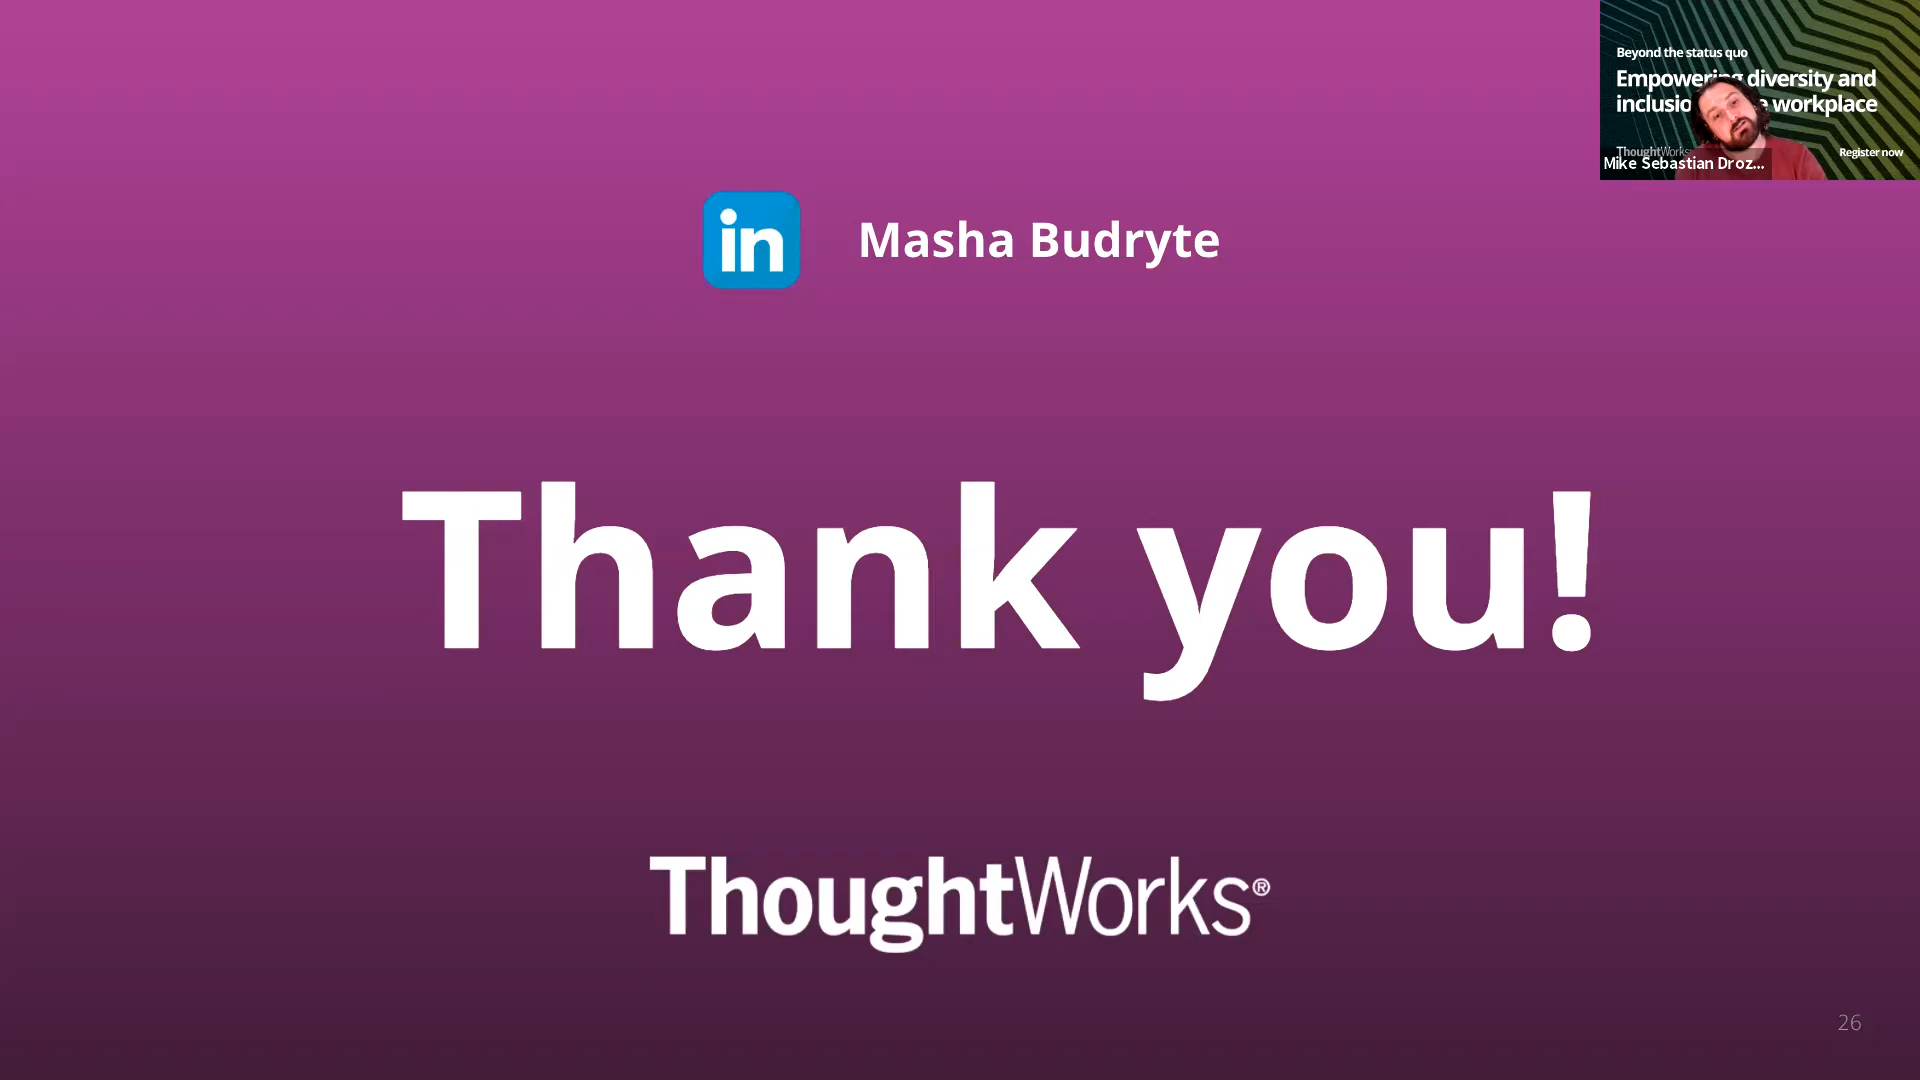 Beyond the status quo
Empowering diversity and
inclusio workplace
ThoughtWorks
Register now
Mike Sebastian Droz...
in
Masha Budryte
Thank you!
ThoughtWorks®
26